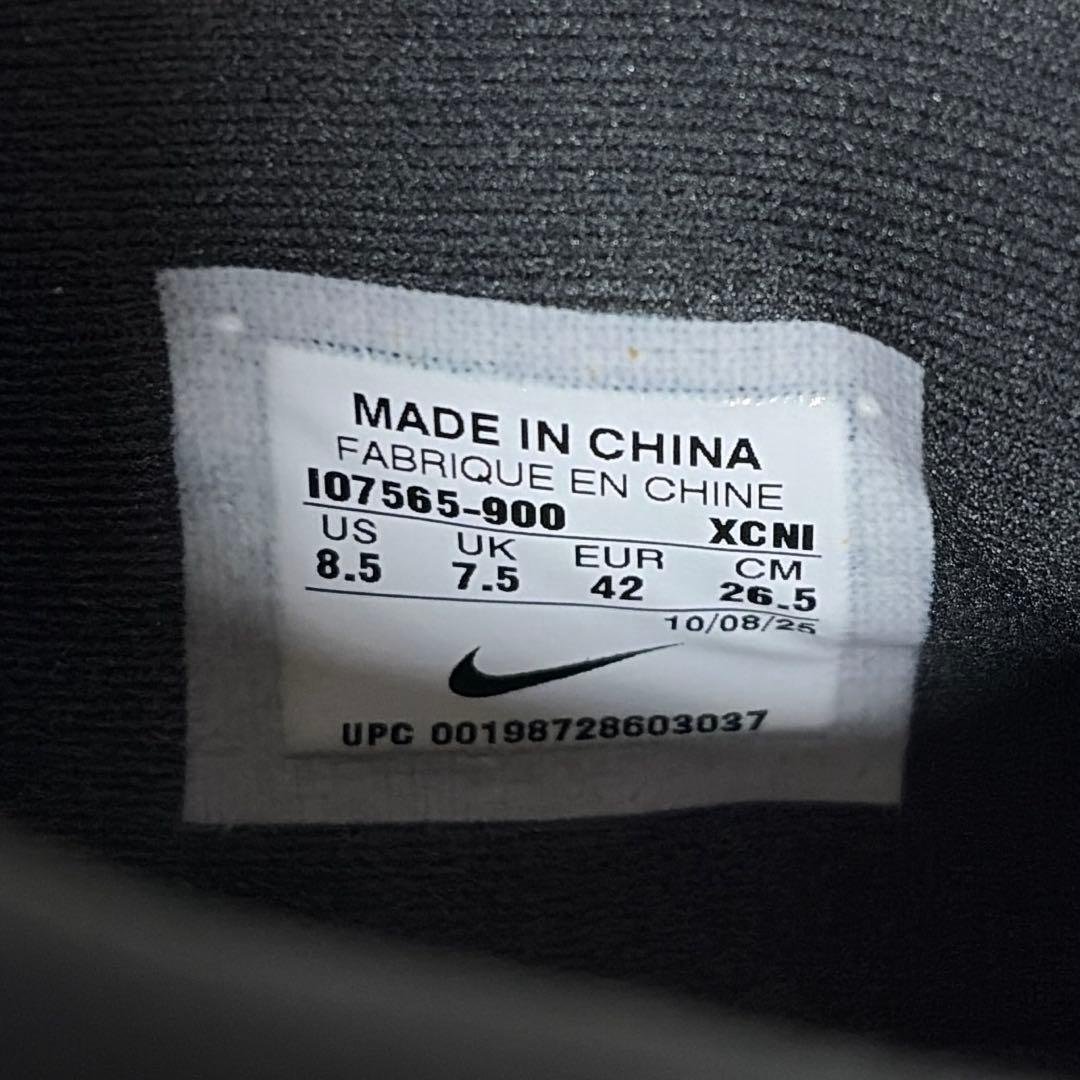 MADE IN CHINA
FABRIQUE EN CHINE
IO7565-900 XCNI
US UK EUR CM
8.5 7.5 42 26.5
10/08/25
UPC 00198728603037